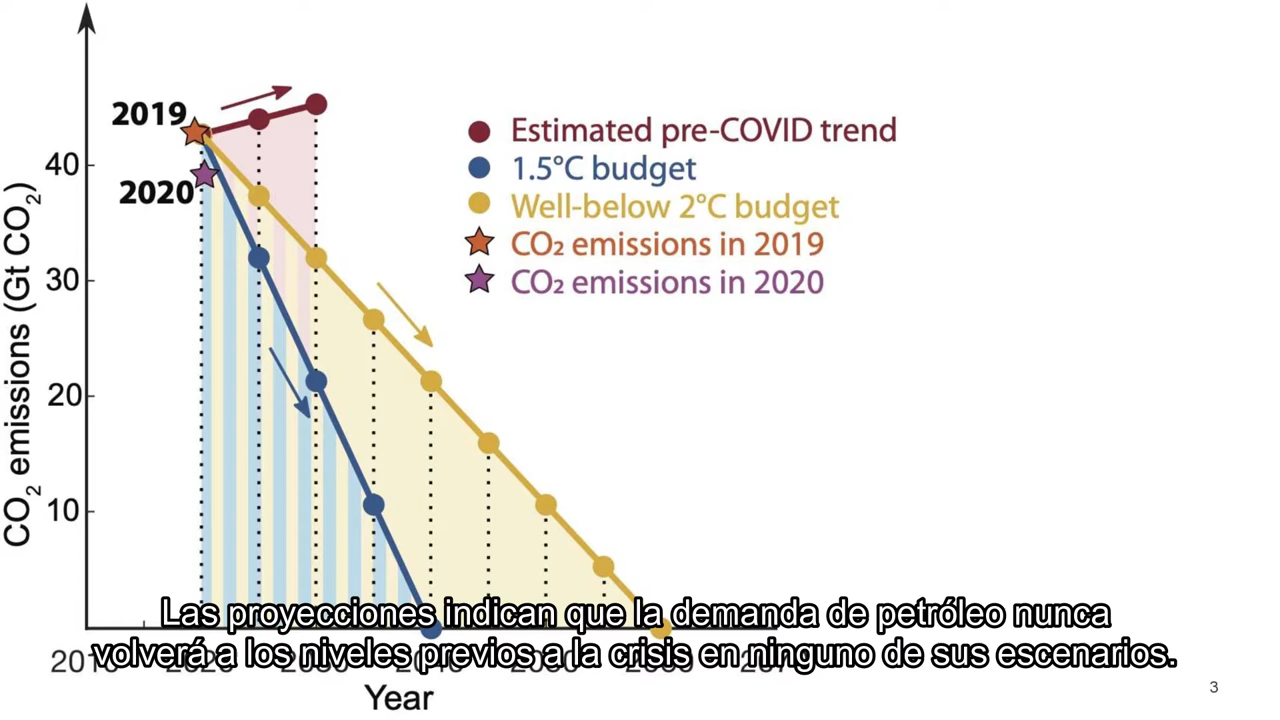 2019
2020
40
30
20
10
CO₂ emissions (Gt CO₂)
Estimated pre-COVID trend
1.5°C budget
Well-below 2°C budget
CO₂ emissions in 2019
CO₂ emissions in 2020
Las proyecciones indican que la demanda de petróleo nunca
volverá a los niveles previos a la crisis en ninguno de sus escenarios.
Year
3